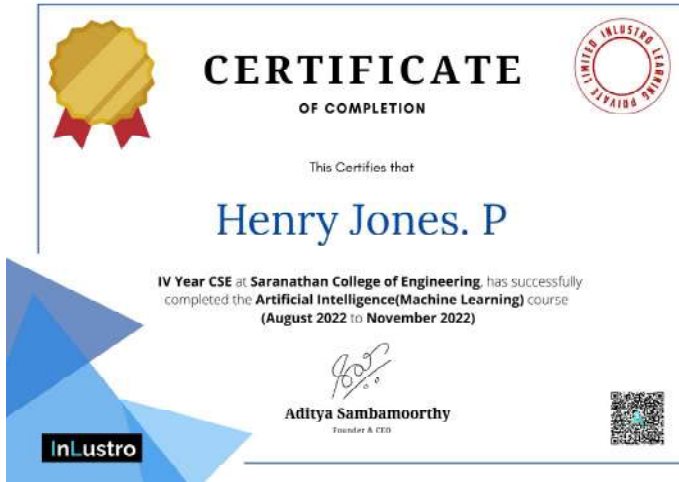 CERTIFICATE
OF COMPLETION
INLUSTRO LEARNING PRIVATE LIMITED
This Certifies that
Henry Jones. P
IV Year CSE at Saranathan College of Engineering, has successfully
completed the Artificial Intelligence(Machine Learning) course
(August 2022 to November 2022)
Aditya Sambamoorthy
Founder & CEO
InLustro